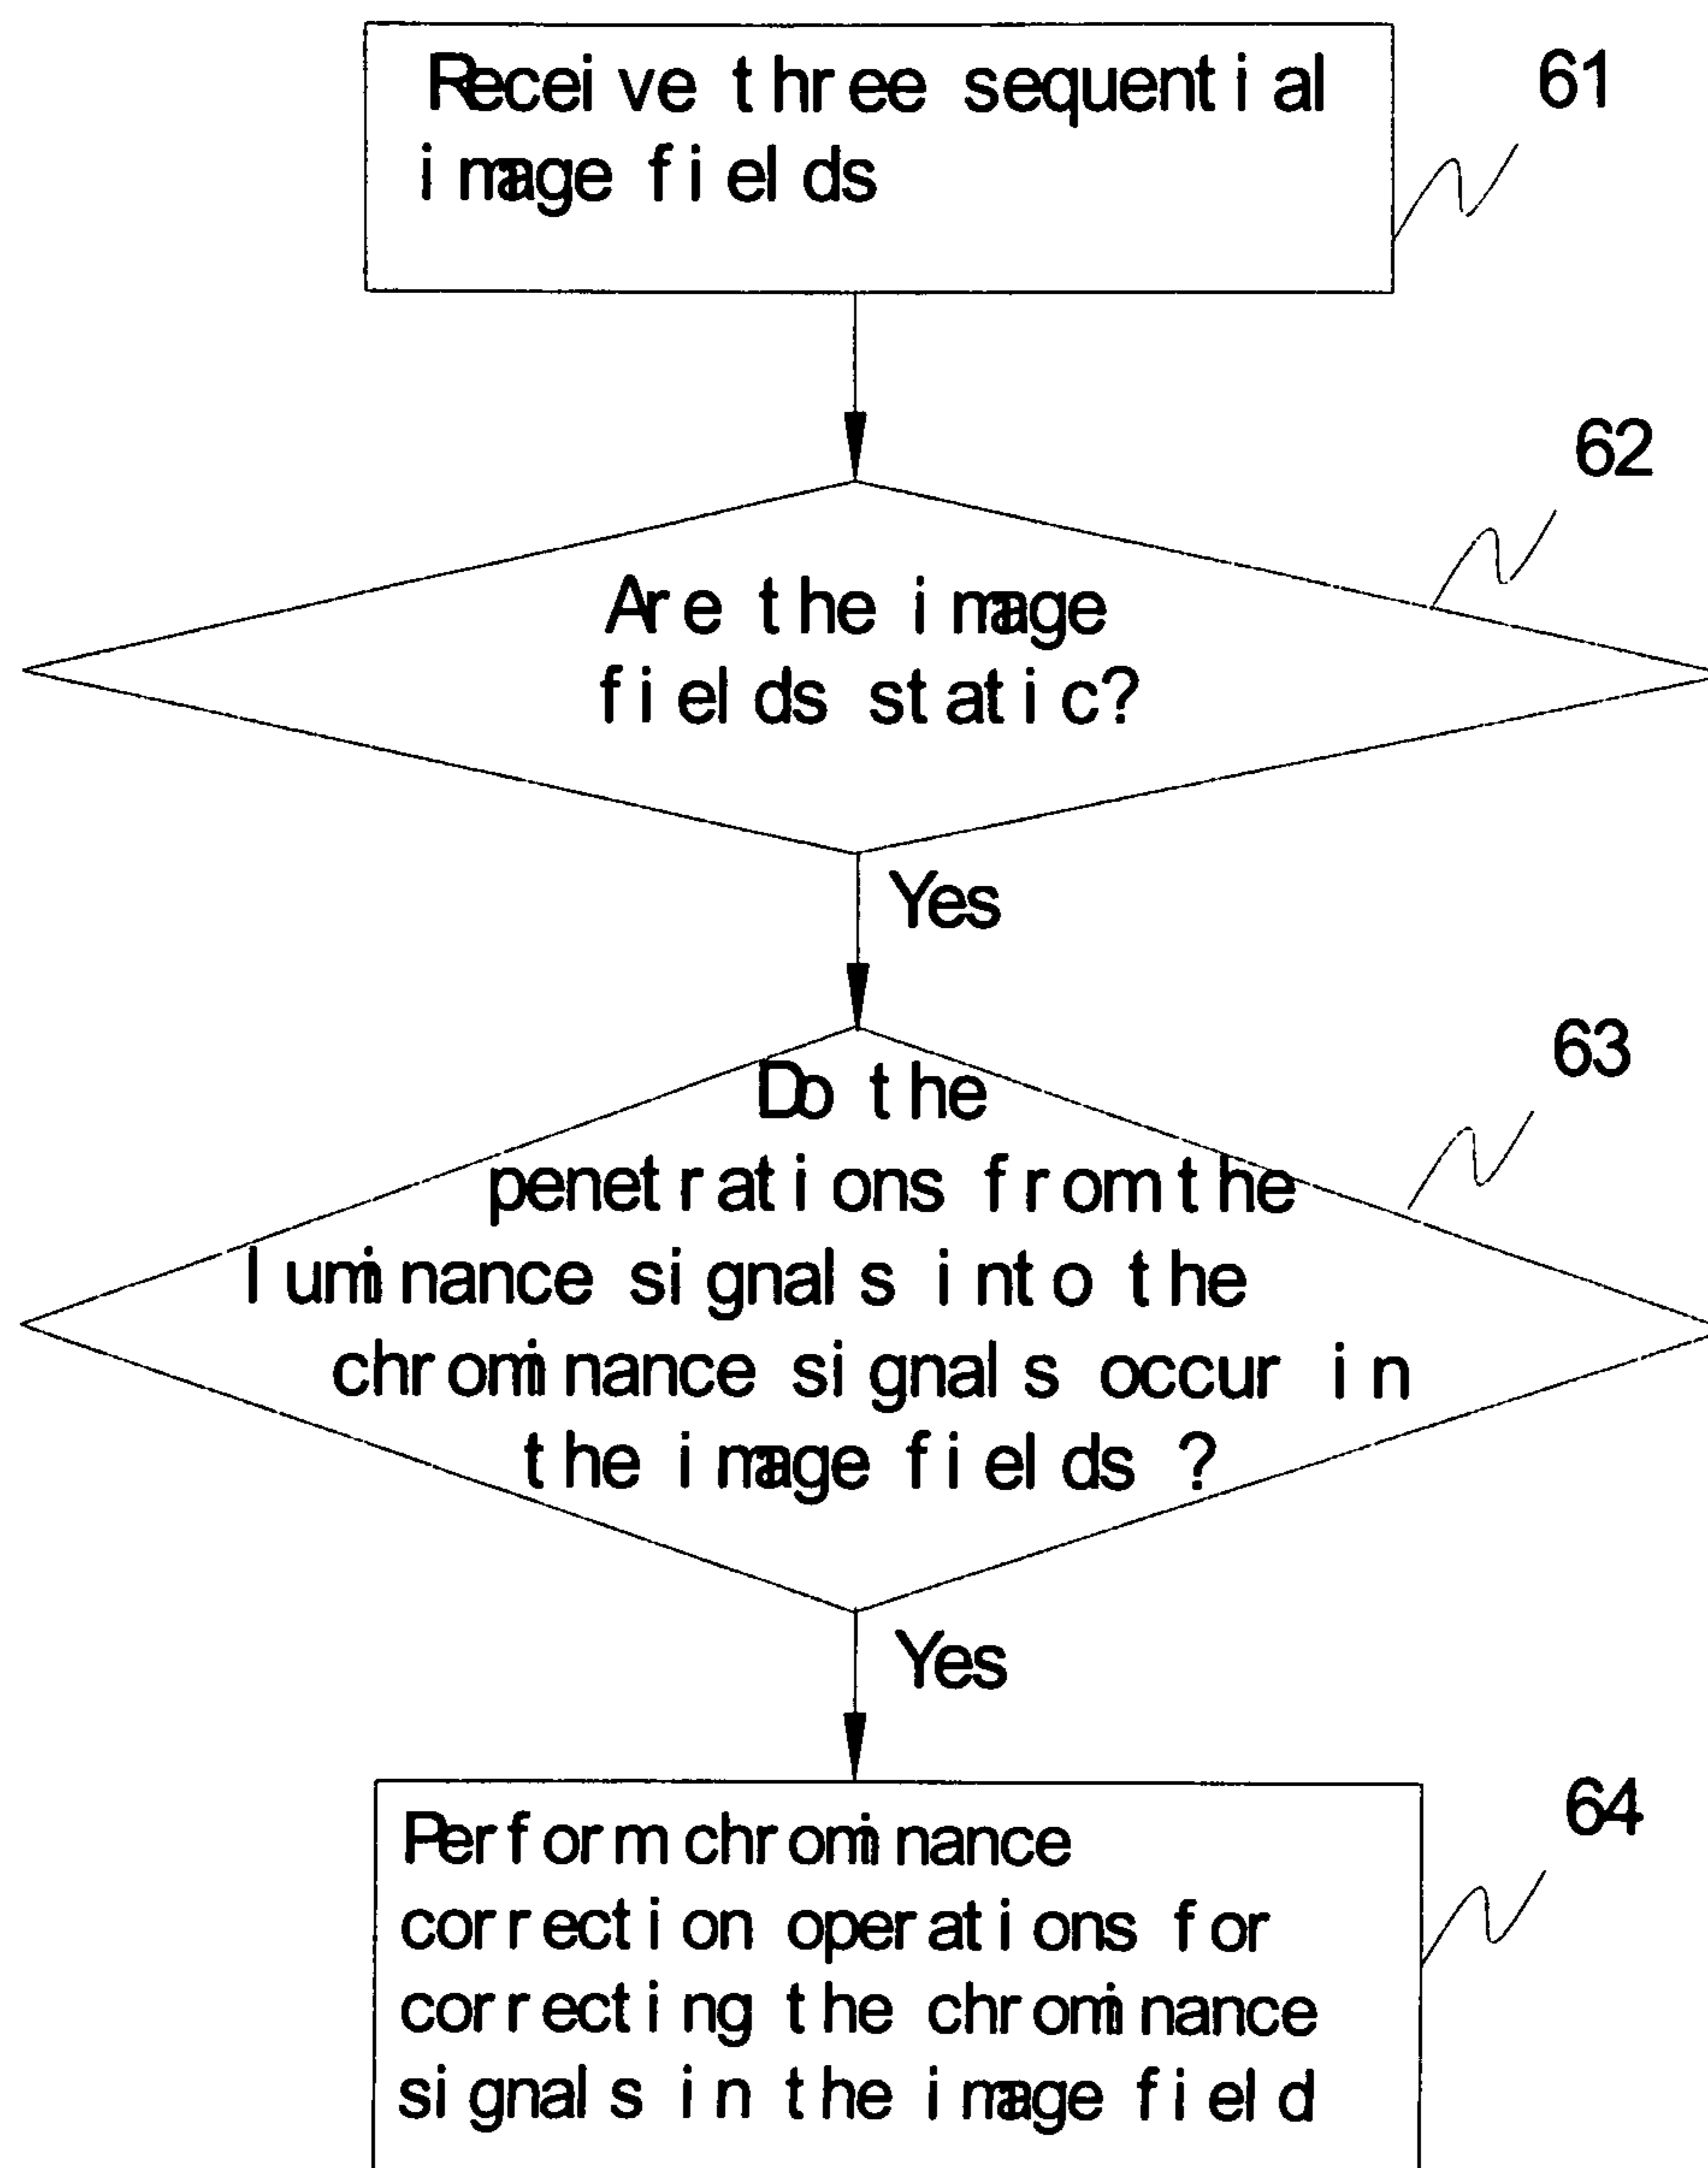 Receive three sequential
image fields
61
62
Are the image
fields static?
Yes
63
Do the
penetrations from the
luminance signals into the
chrominance signals occur in
the image fields ?
Yes
64
Perform chrominance
correction operations for
correcting the chrominance
signals in the image field